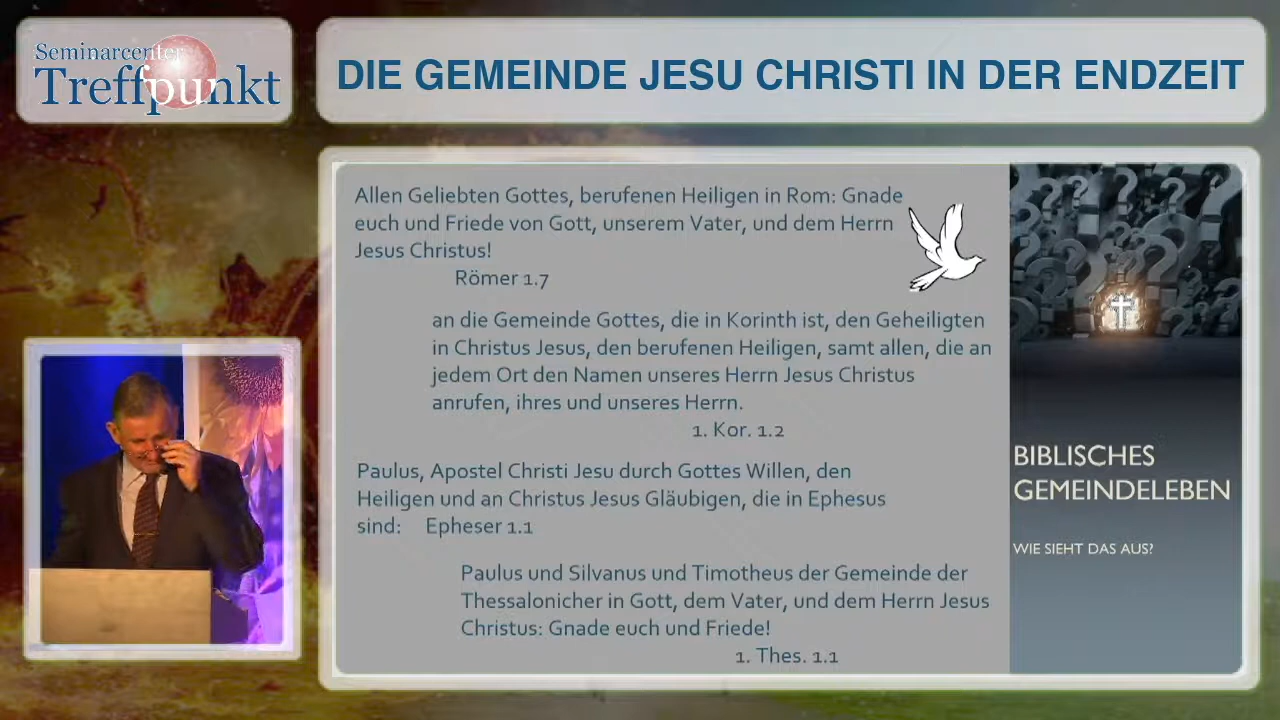 Seminarcenter
Treffpunkt
DIE GEMEINDE JESU CHRISTI IN DER ENDZEIT
Allen Geliebten Gottes, berufenen Heiligen in Rom: Gnade
euch und Friede von Gott, unserem Vater, und dem Herrn
Jesus Christus!
Römer 1.7
an die Gemeinde Gottes, die in Korinth ist, den Geheiligten
in Christus Jesus, den berufenen Heiligen, samt allen, die an
jedem Ort den Namen unseres Herrn Jesus Christus
anrufen, ihres und unseres Herrn.
1. Kor. 1.2
Paulus, Apostel Christi Jesu durch Gottes Willen, den
Heiligen und an Christus Jesus Gläubigen, die in Ephesus
sind: Epheser 1.1
Paulus und Silvanus und Timotheus der Gemeinde der
Thessalonicher in Gott, dem Vater, und dem Herrn Jesus
Christus: Gnade euch und Friede!
1. Thes. 1.1
BIBLISCHES
GEMEINDELEBEN
WIE SIEHT DAS AUS?